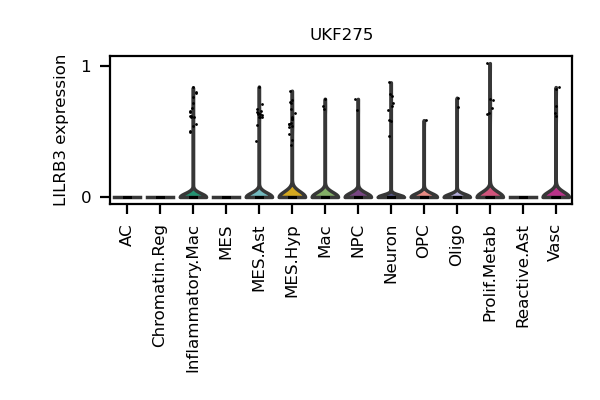 UKF275
LILRB3 expression
1
0
AC
Chromatin.Reg
Inflammatory.Mac
MES
MES.Ast
MES.Hyp
Mac
NPC
Neuron
OPC
Oligo
Prolif.Metab
Reactive.Ast
Vasc